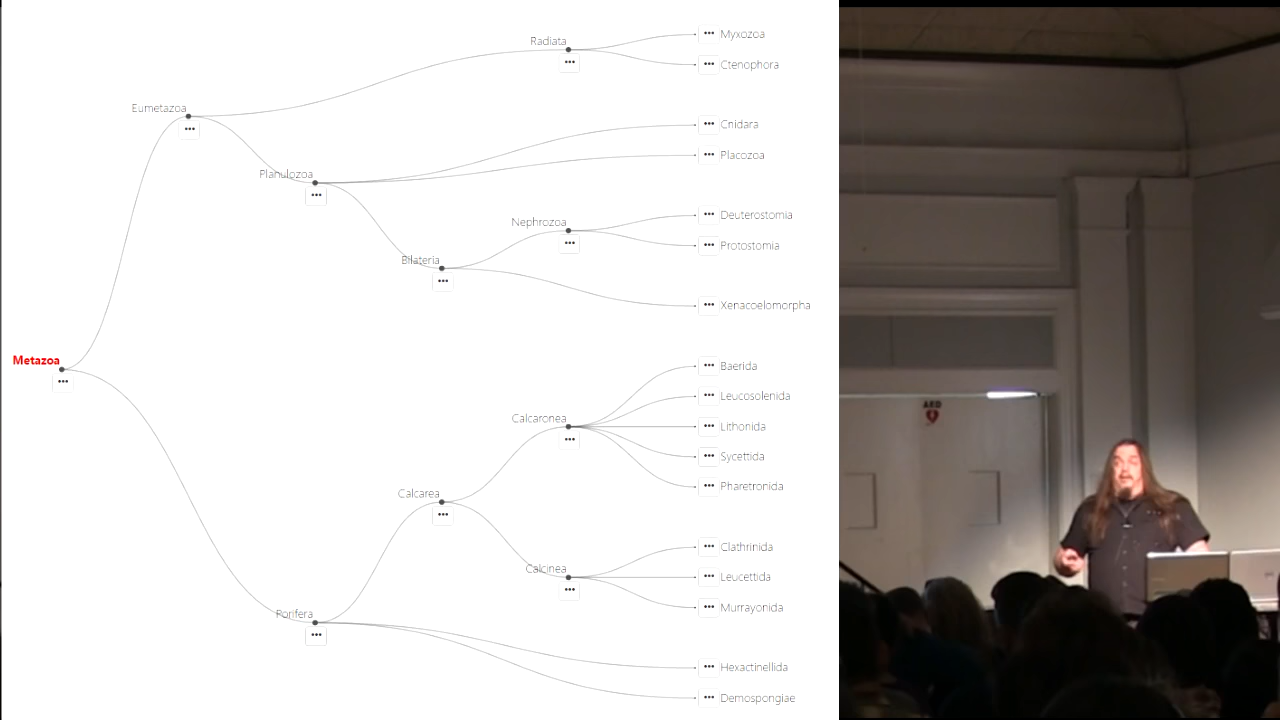 Radiata
Myxozoa
Ctenophora
Eumetazoa
Cnidara
Placozoa
Planulozoa
Nephrozoa
Deuterostomia
Protostomia
Bilateria
Xenacoelomorpha
Metazoa
Baerida
Leucosolenida
Calcaronea
Lithonida
Sycettida
Pharetronida
Calcarea
Clathrinida
Calcinea
Leucettida
Murrayonida
Porifera
Hexactinellida
Demospongiae
AED